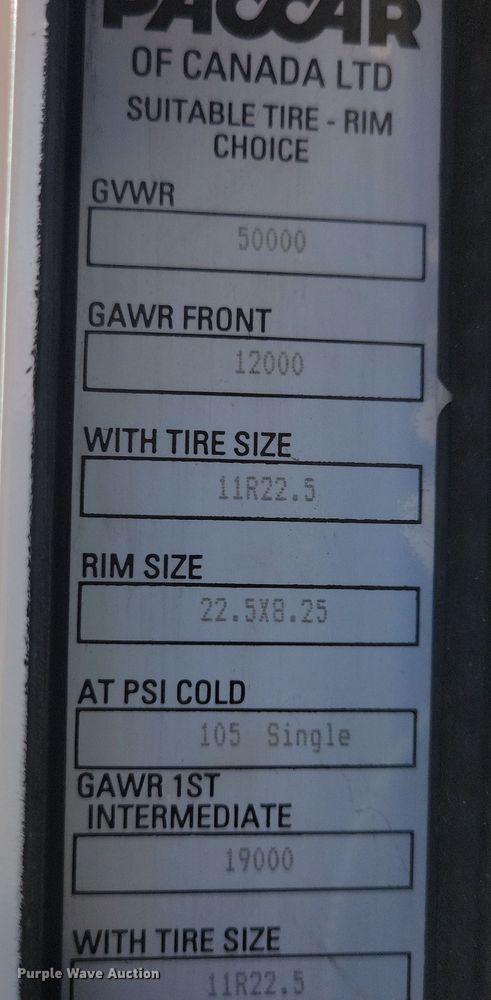 PACCAR
OF CANADA LTD
SUITABLE TIRE - RIM
CHOICE
GVWR
50000
GAWR FRONT
12000
WITH TIRE SIZE
11R22.5
RIM SIZE
22.5X8.25
AT PSI COLD
105 Single
GAWR 1ST
INTERMEDIATE
19000
WITH TIRE SIZE
11R22.5
Purple Wave Auction